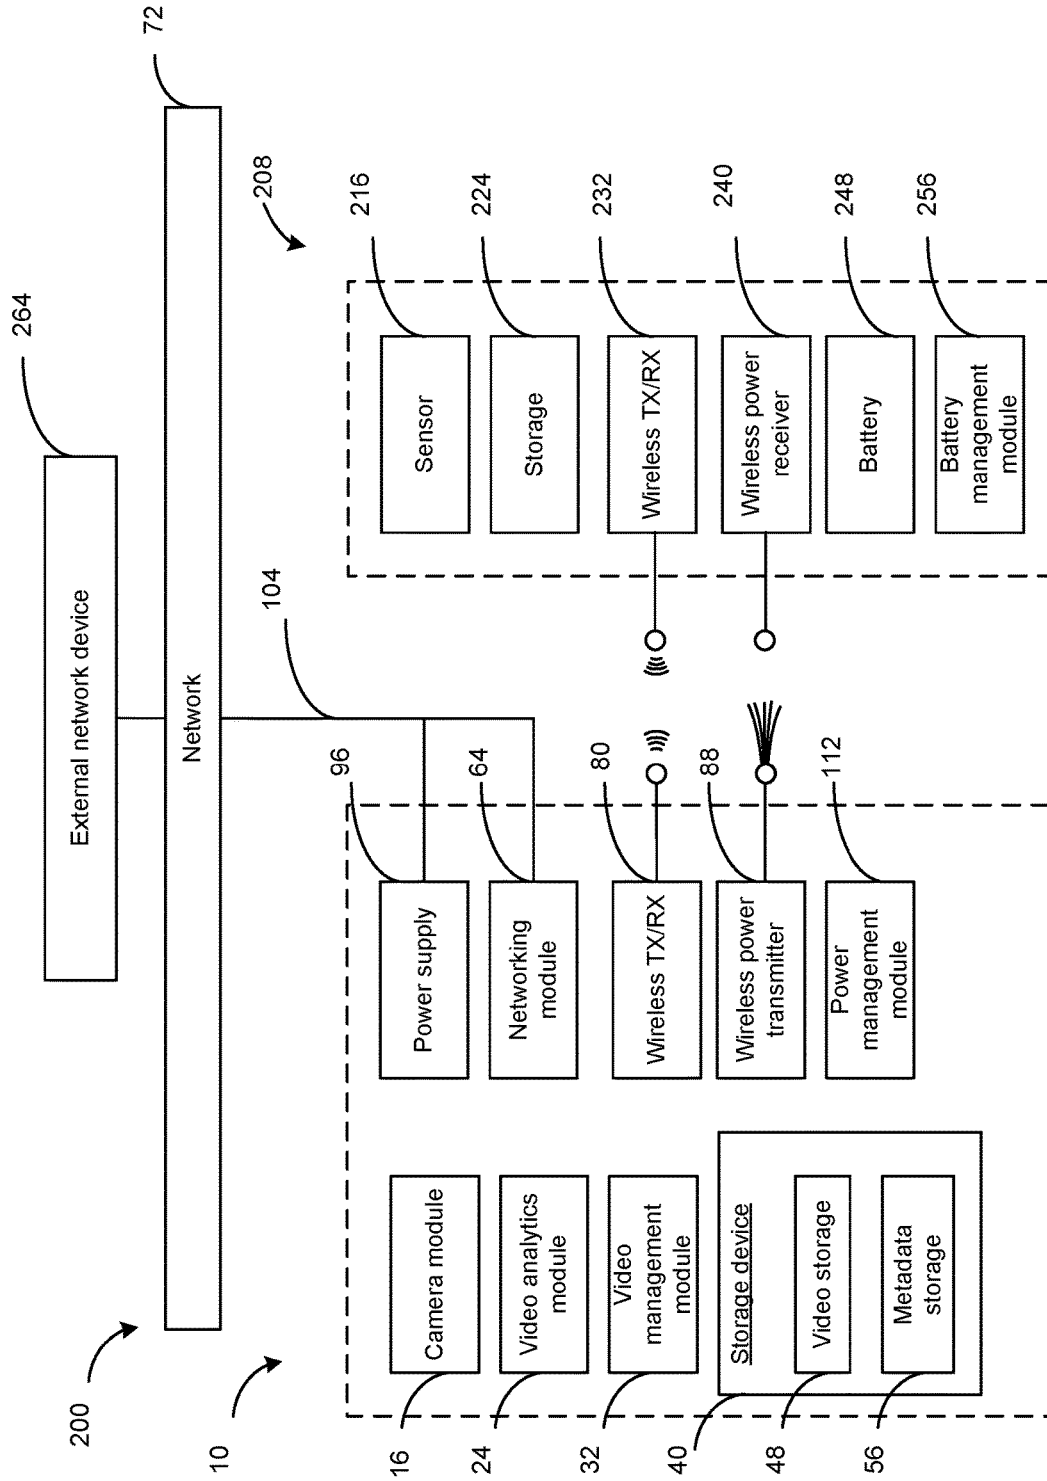 200
264
External network device
72
Network
10
104
208
16
Camera module
24
Video analytics
module
32
Video
management
module
40
Storage device
48
Video storage
56
Metadata
storage
96
Power supply
64
Networking
module
80
Wireless TX/RX
88
Wireless power
transmitter
112
Power
management
module
216
Sensor
224
Storage
232
Wireless TX/RX
240
Wireless power
receiver
248
Battery
256
Battery
management
module